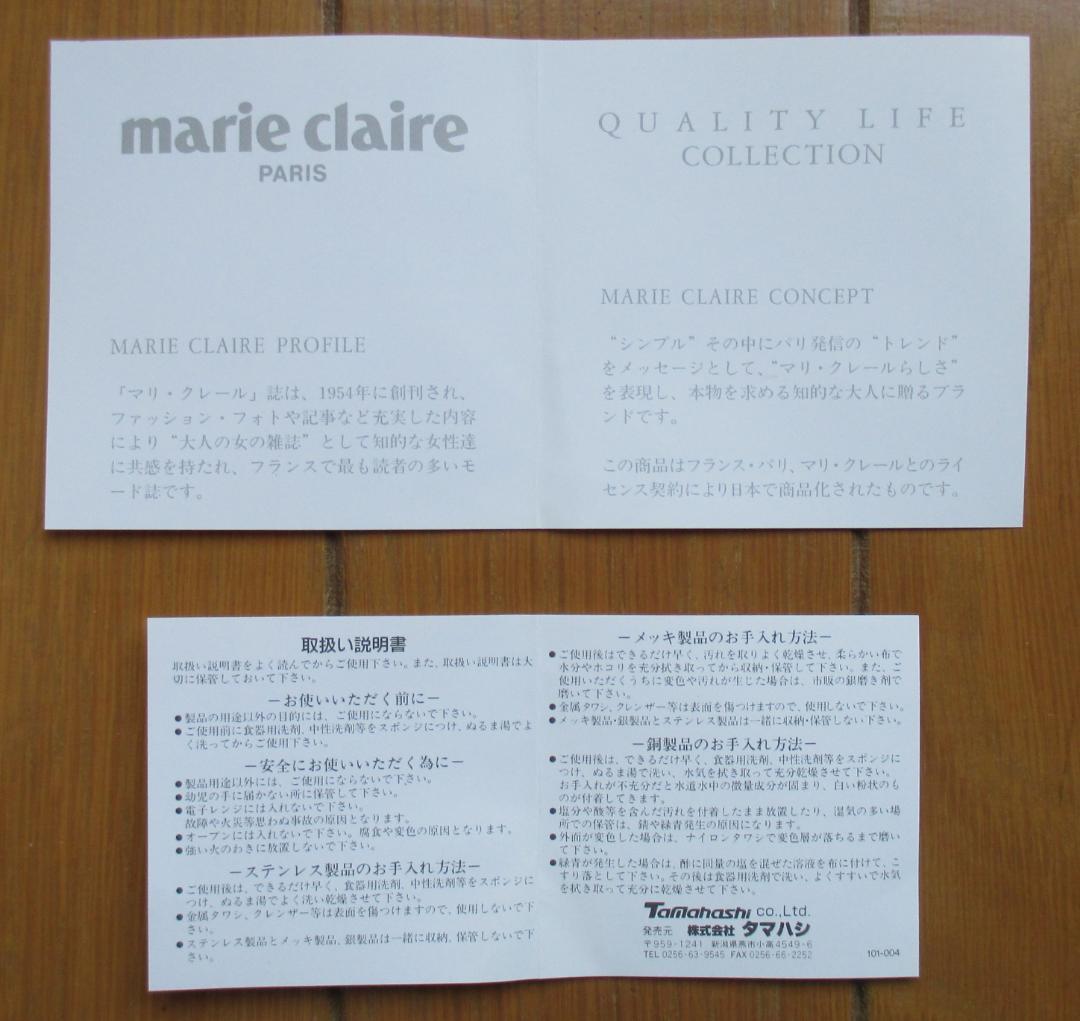 marie claire
PARIS
MARIE CLAIRE PROFILE
「マリ・クレール」誌は、1954年に創刊され、
ファッション・フォトや記事など充実した内容
により“大人の女の雑誌”として知的な女性達
に共感を持たれ、フランスで最も読者の多いモ
ード誌です。
QUALITY LIFE
COLLECTION
MARIE CLAIRE CONCEPT
“シンプル”その中にパリ発信の“トレンド”
をメッセージとして、“マリ・クレールらしさ”
を表現し、本物を求める知的な大人に贈るブラ
ンドです。
この商品はフランス・パリ、マリ・クレールとのライ
センス契約により日本で商品化されたものです。
取扱い説明書
取扱い説明書をよく読んでからご使用下さい。また、取扱い説明書は大
切に保管しておいて下さい。
－お使いいただく前に－
●製品の用途以外の目的には、ご使用にならないで下さい。
●ご使用前に食器用洗剤、中性洗剤等をスポンジにつけ、ぬるま湯でよ
く洗ってからご使用下さい。
－安全にお使いいただく為に－
●製品用途以外には、ご使用にならないで下さい。
●幼児の手に届かない所に保管して下さい。
●電子レンジには入れないで下さい。
故障や火災等思わぬ事故の原因となります。
●オーブンには入れないで下さい。腐食や変色の原因となります。
●強い火のわきに放置しないで下さい。
－ステンレス製品のお手入れ方法－
●ご使用後は、できるだけ早く、食器用洗剤、中性洗剤等をスポンジに
つけ、ぬるま湯でよく洗い充分乾燥させて下さい。
●金属タワシ、クレンザー等は表面を傷つけますので、使用しないで下
さい。
●ステンレス製品とメッキ製品、銀製品は一緒に収納、保管しないで下
さい。
－メッキ製品のお手入れ方法－
●ご使用後はできるだけ早く、汚れを取りよく乾燥させ、柔らかい布で
水分やホコリを充分拭き取ってから収納・保管して下さい。また、ご
使用いただくうちに変色や汚れが生じた場合は、市販の銀磨き剤で
磨いて下さい。
●金属タワシ、クレンザー等は表面を傷つけますので、使用しないで下さい。
●メッキ製品・銀製品とステンレス製品は一緒に収納・保管しないで下さい。
－銅製品のお手入れ方法－
●ご使用後は、できるだけ早く、食器用洗剤、中性洗剤等をスポンジに
つけ、ぬるま湯で洗い、水気を拭き取って充分乾燥させて下さい。
お手入れが不充分だと水道水中の微量成分が固まり、白い粉状のも
のが付着してきます。
●塩分や酸等を含んだ汚れを付着したまま放置したり、湿気の多い場
所での保管は、錆や緑青発生の原因になります。
●外面が変色した場合は、ナイロンタワシで変色層が落ちるまで磨い
て下さい。
●緑青が発生した場合は、酢に同量の塩を混ぜた溶液を布に付けて、こ
すり落として下さい。その後は食器用洗剤で洗い、よくすすいで水気
を拭き取って充分に乾燥させて下さい。
Tamahashi co.,Ltd.
発売元 株式会社 タマハシ
〒959-1241 新潟県燕市小高4549-6
TEL 0256-63-9545 FAX 0256-66-2252
101-004